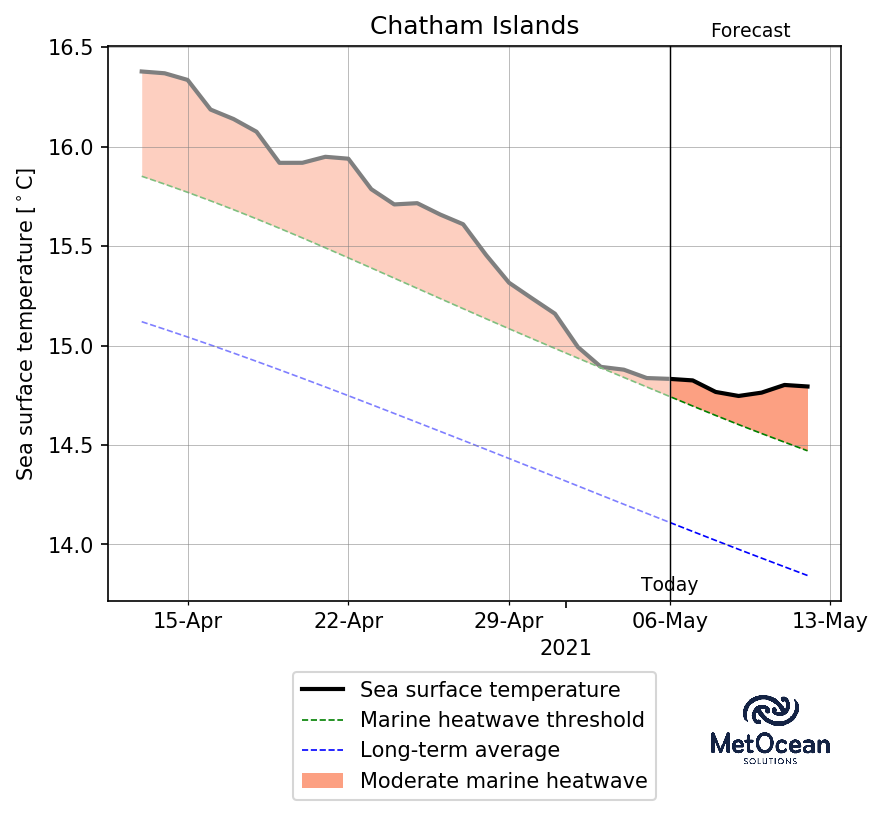 Chatham Islands
Forecast
Sea surface temperature [°C]
16.5
16.0
15.5
15.0
14.5
14.0
Today
15-Apr
22-Apr
29-Apr
06-May
13-May
2021
Sea surface temperature
Marine heatwave threshold
Long-term average
Moderate marine heatwave
MetOcean
SOLUTIONS